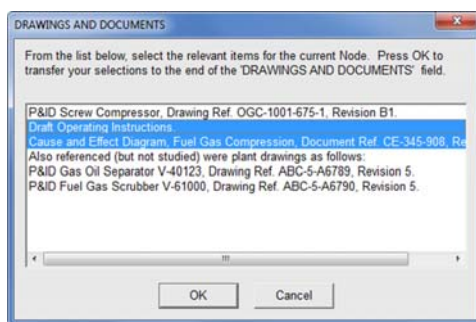 DRAWINGS AND DOCUMENTS
From the list below, select the relevant items for the current Node. Press OK to
transfer your selections to the end of the 'DRAWINGS AND DOCUMENTS' field.
P&ID Screw Compressor, Drawing Ref. OGC-1001-675-1, Revision B1.
Draft Operating Instructions.
Cause and Effect Diagram, Fuel Gas Compression, Document Ref. CE-345-908, Re
Also referenced (but not studied) were plant drawings as follows:
P&ID Gas Oil Separator V-40123, Drawing Ref. ABC-5-A6789, Revision 5.
P&ID Fuel Gas Scrubber V-61000, Drawing Ref. ABC-5-A6790, Revision 5.
OK Cancel